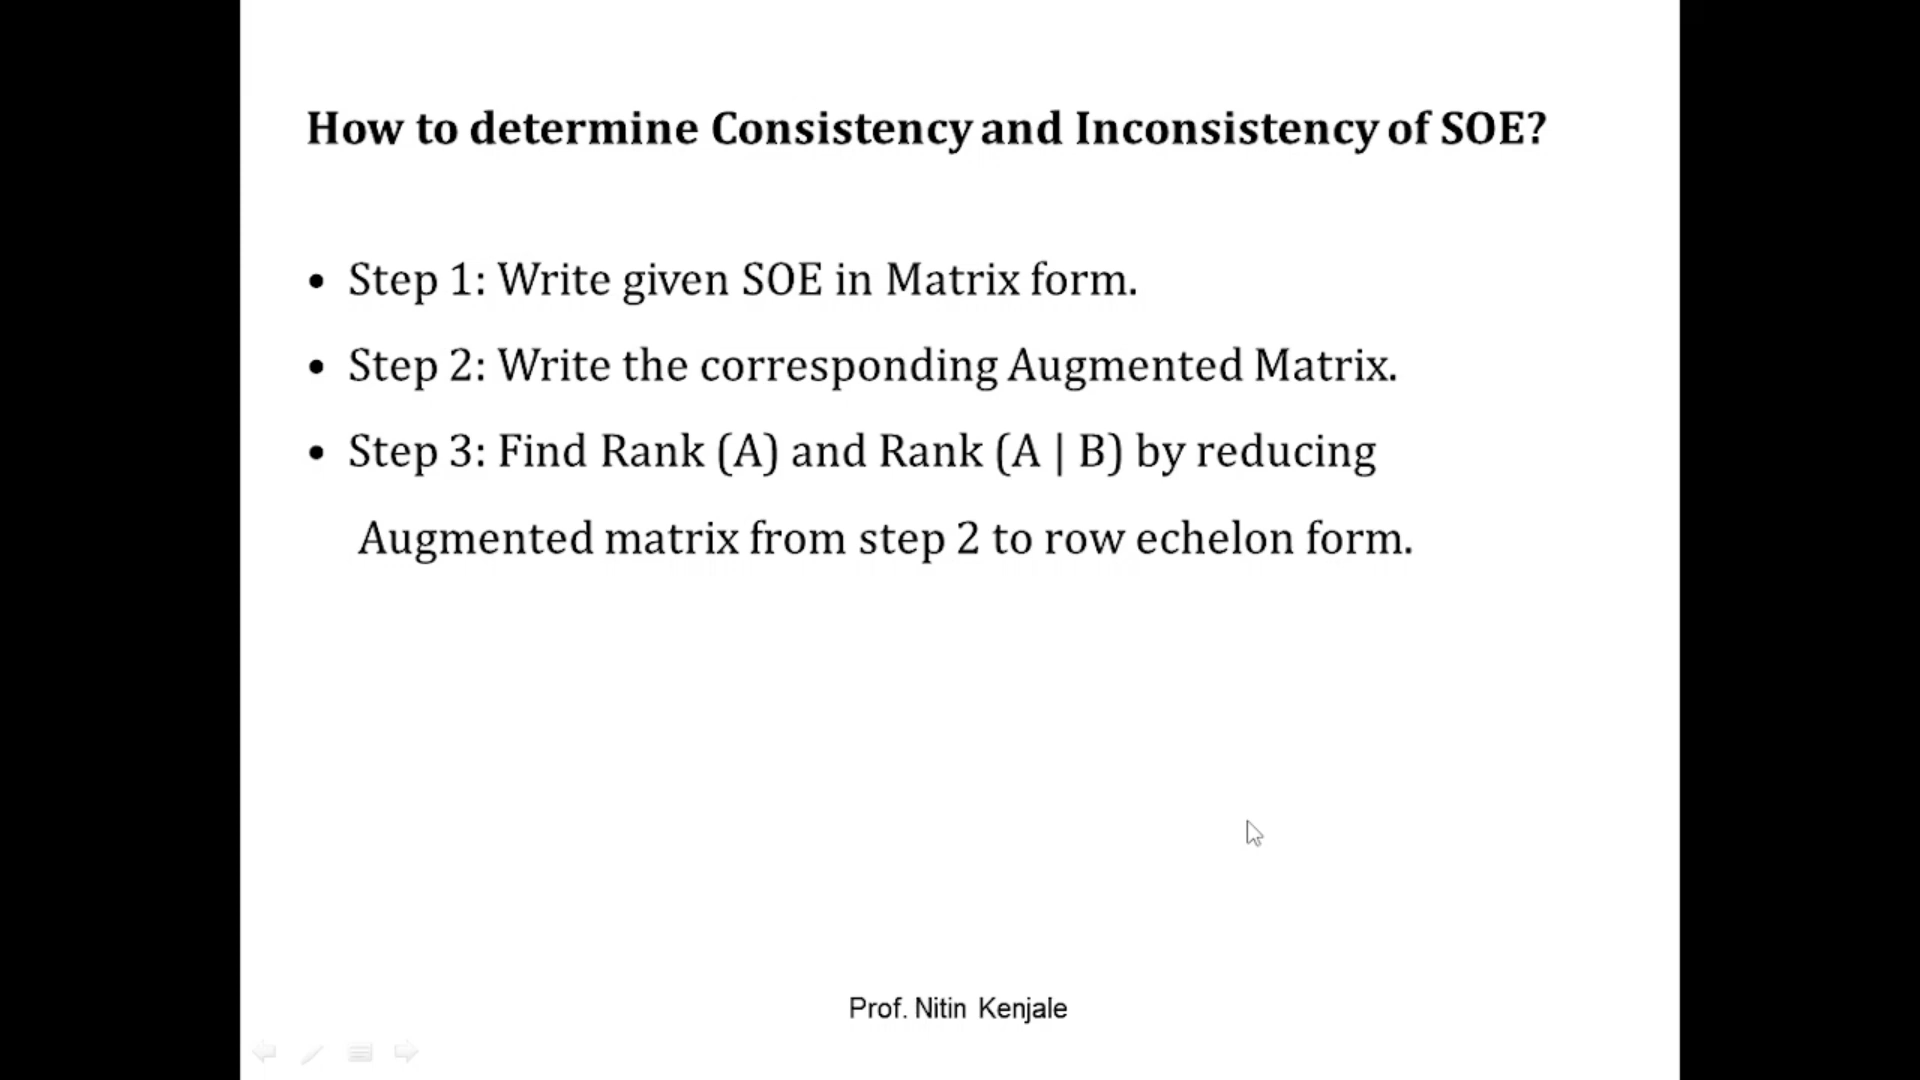 How to determine Consistency and Inconsistency of SOE?
• Step 1: Write given SOE in Matrix form.
• Step 2: Write the corresponding Augmented Matrix.
• Step 3: Find Rank (A) and Rank (A | B) by reducing
Augmented matrix from step 2 to row echelon form.
Prof. Nitin Kenjale